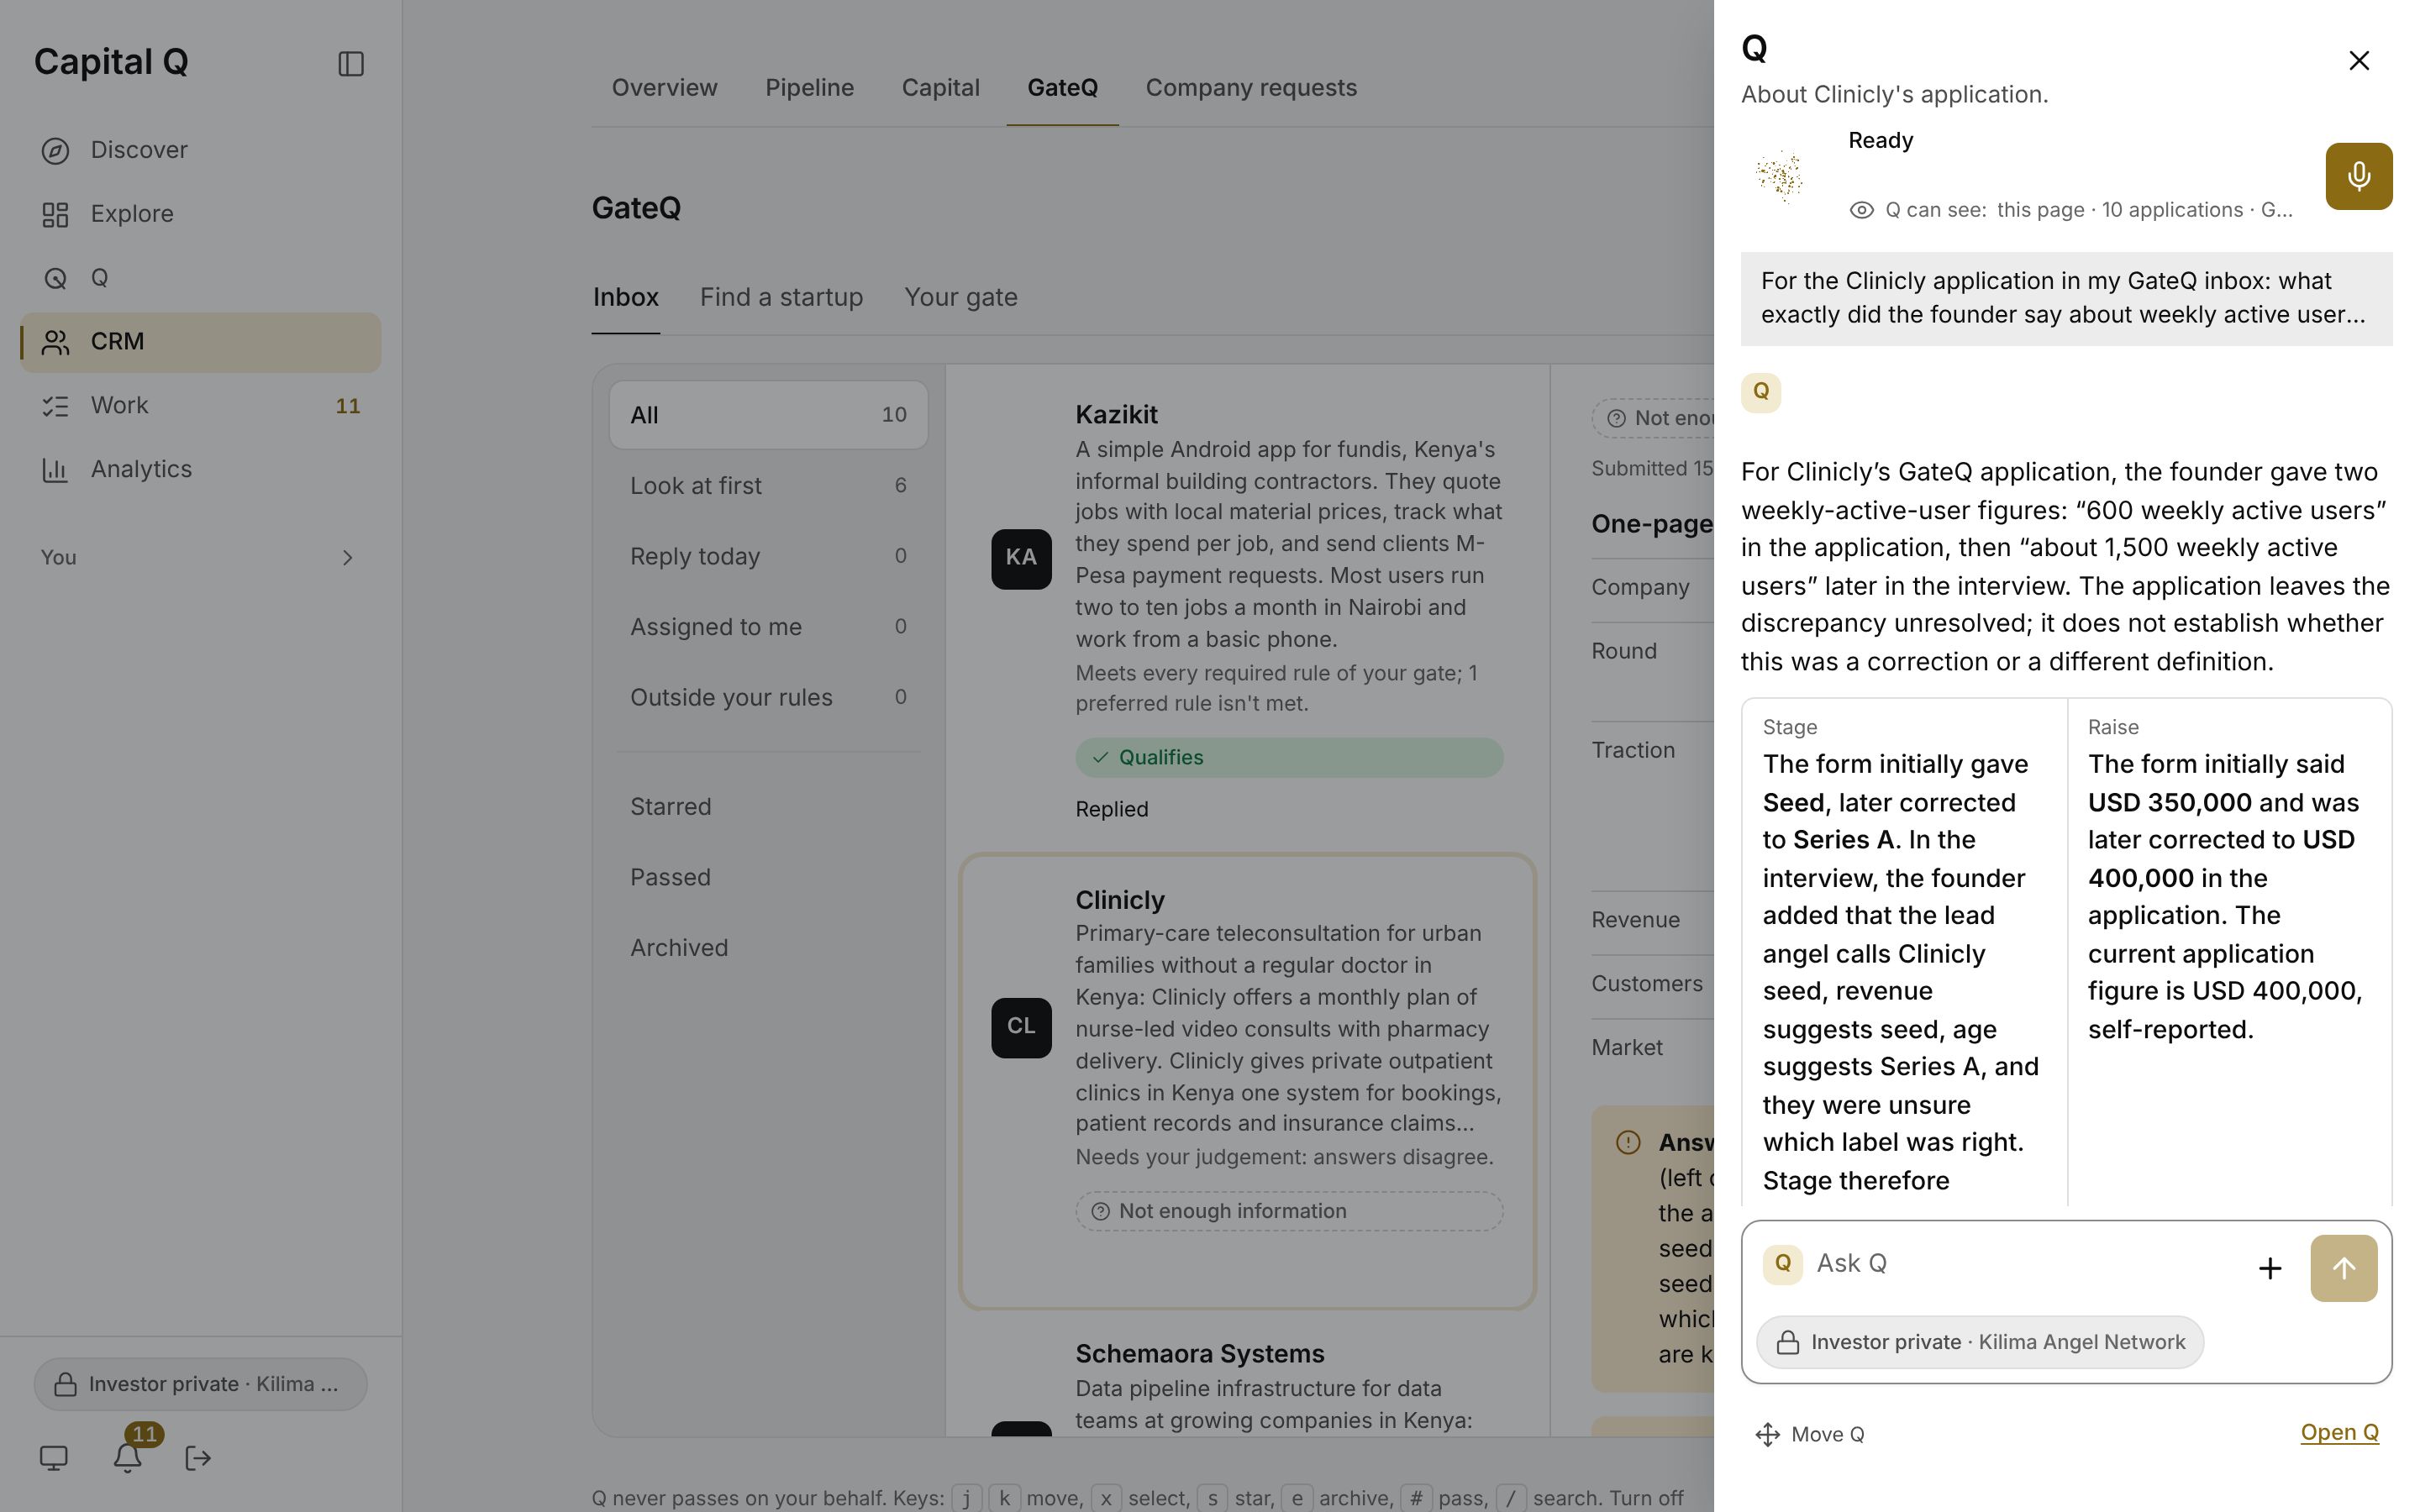 Capital Q
Discover
Explore
Q
CRM
Work 11
Analytics
You
Investor private · Kilima ...
11
Overview Pipeline Capital GateQ Company requests
GateQ
Inbox Find a startup Your gate
All 10
Look at first 6
Reply today 0
Assigned to me 0
Outside your rules 0
Starred
Passed
Archived
KA
Kazikit
A simple Android app for fundis, Kenya's
informal building contractors. They quote
jobs with local material prices, track what
they spend per job, and send clients M-
Pesa payment requests. Most users run
two to ten jobs a month in Nairobi and
work from a basic phone.
Meets every required rule of your gate; 1
preferred rule isn't met.
Qualifies
Replied
CL
Clinicly
Primary-care teleconsultation for urban
families without a regular doctor in
Kenya: Clinicly offers a monthly plan of
nurse-led video consults with pharmacy
delivery. Clinicly gives private outpatient
clinics in Kenya one system for bookings,
patient records and insurance claims...
Needs your judgement: answers disagree.
Not enough information
Schemaora Systems
Data pipeline infrastructure for data
teams at growing companies in Kenya:
Not enou
Submitted 15
One-page
Company
Round
Traction
Revenue
Customers
Market
Answ
(left
the a
seed
seed
which
are k
Q never passes on your behalf. Keys: j k move, x select, s star, e archive, # pass, / search. Turn off
Q
About Clinicly's application.
Ready
Q can see: this page · 10 applications · G...
For the Clinicly application in my GateQ inbox: what
exactly did the founder say about weekly active user...
Q
For Clinicly’s GateQ application, the founder gave two
weekly-active-user figures: “600 weekly active users”
in the application, then “about 1,500 weekly active
users” later in the interview. The application leaves the
discrepancy unresolved; it does not establish whether
this was a correction or a different definition.
Stage
The form initially gave
Seed, later corrected
to Series A. In the
interview, the founder
added that the lead
angel calls Clinicly
seed, revenue
suggests seed, age
suggests Series A, and
they were unsure
which label was right.
Stage therefore
Raise
The form initially said
USD 350,000 and was
later corrected to USD
400,000 in the
application. The
current application
figure is USD 400,000,
self-reported.
Q Ask Q
Investor private · Kilima Angel Network
Move Q
Open Q